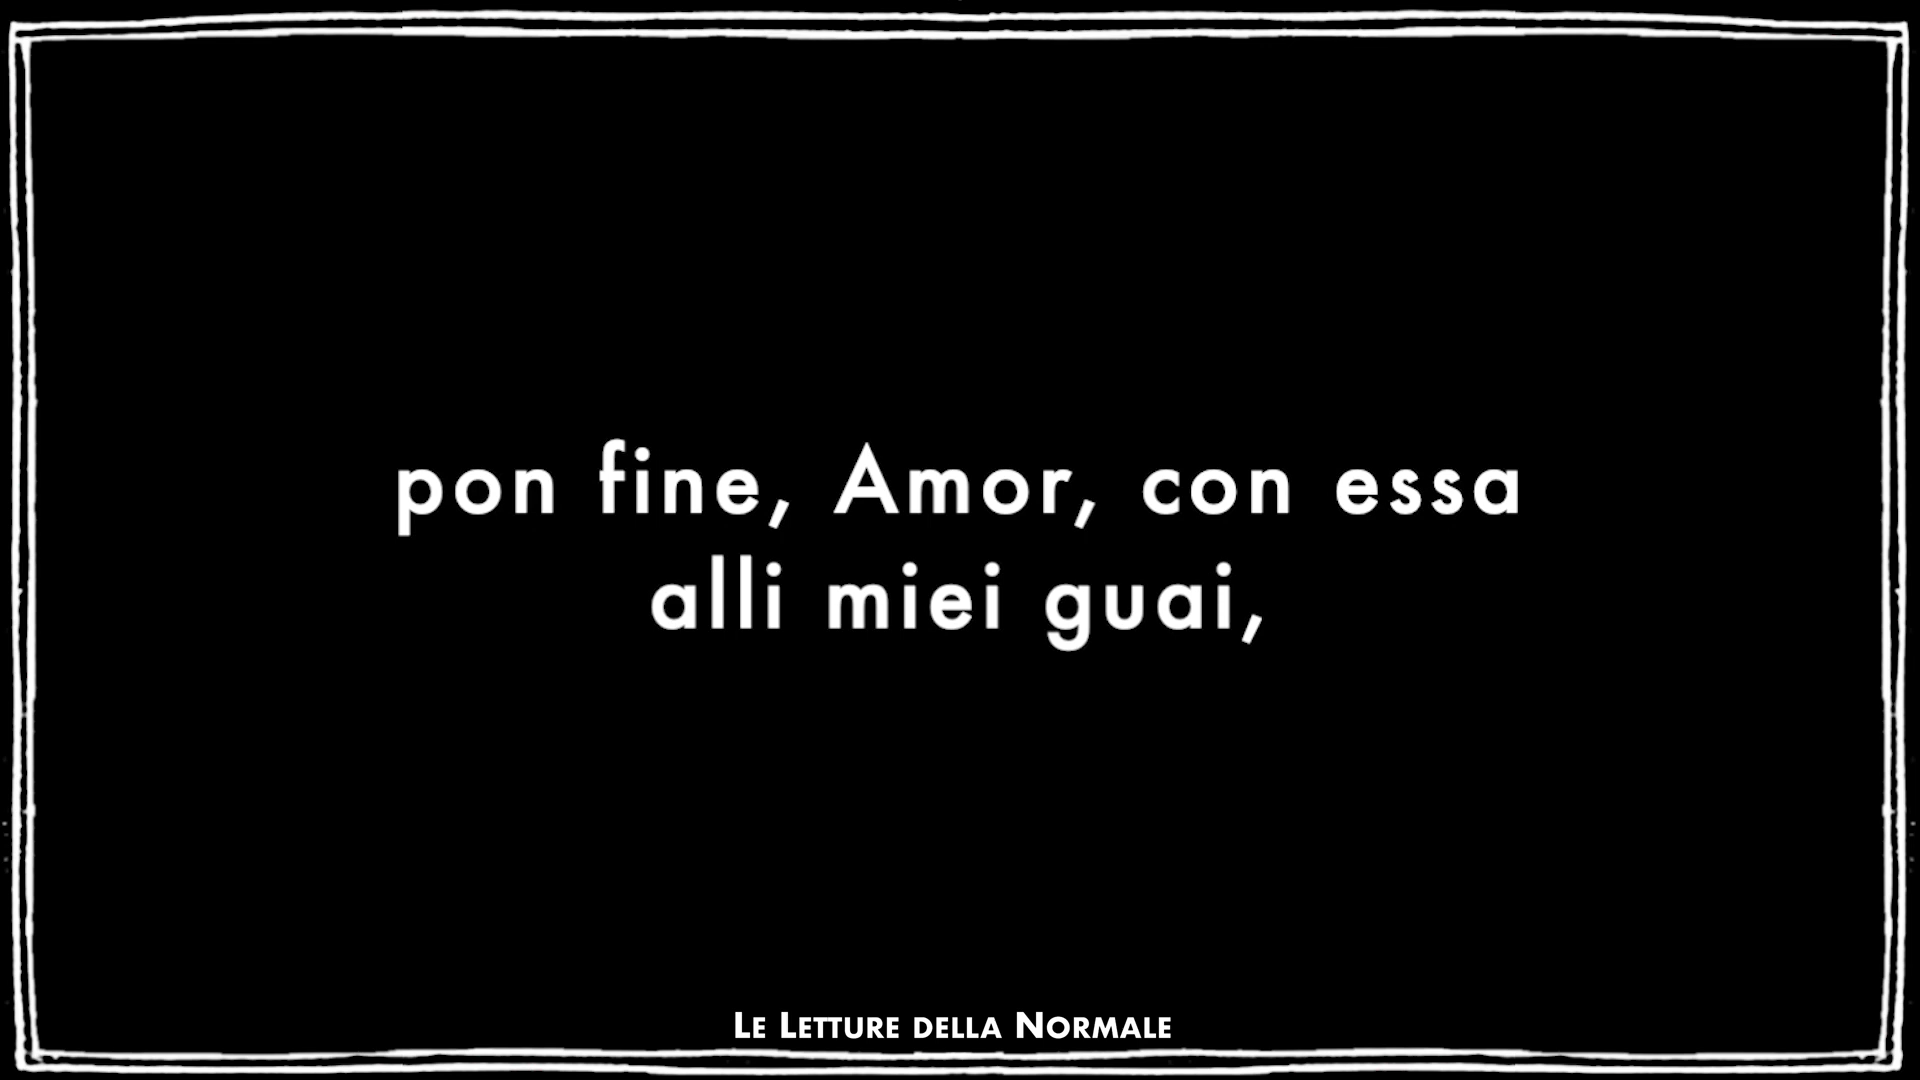 pon fine, Amor, con essa
alli miei guai,
Le Letture della Normale